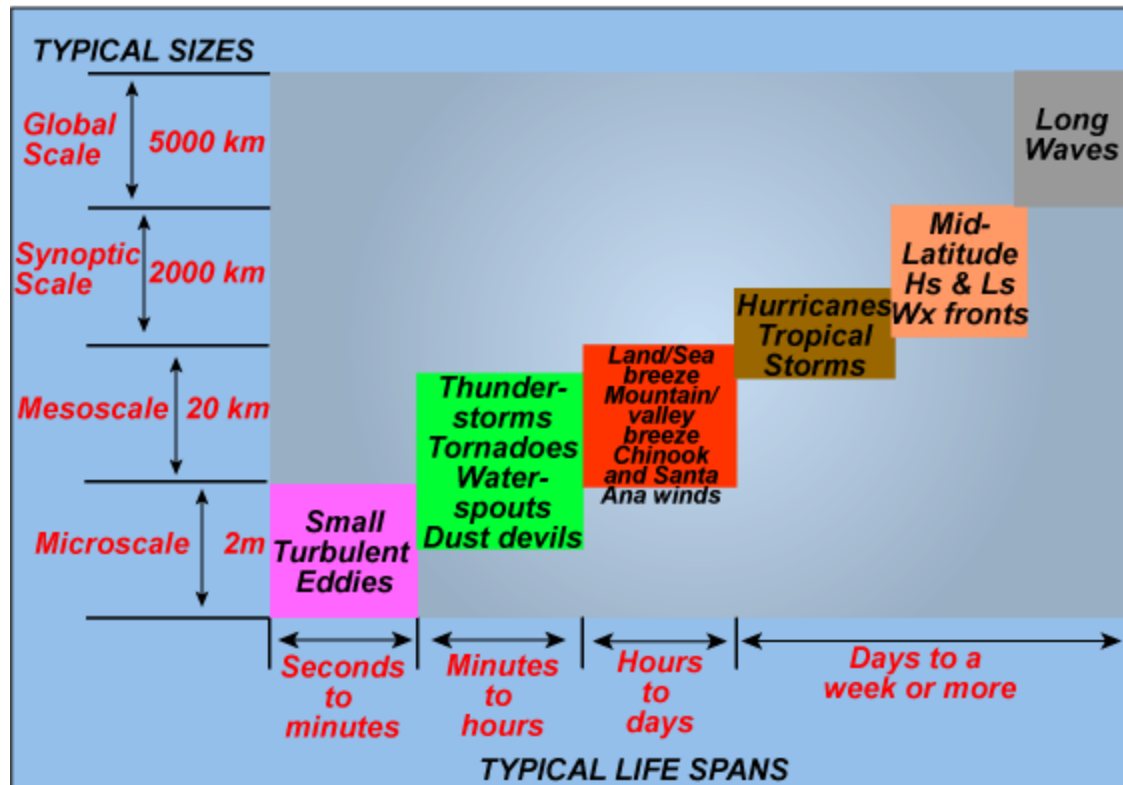 TYPICAL SIZES
Global
Scale
5000 km
Synoptic
Scale
2000 km
Mesoscale
20 km
Microscale
2m
Small
Turbulent
Eddies
Thunder-
storms
Tornadoes
Water-
spouts
Dust devils
Land/Sea
breeze
Mountain/
valley
breeze
Chinook
and Santa
Ana winds
Hurricanes
Tropical
Storms
Mid-
Latitude
Hs & Ls
Wx fronts
Long
Waves
Seconds
to
minutes
Minutes
to
hours
Hours
to
days
Days to a
week or more
TYPICAL LIFE SPANS